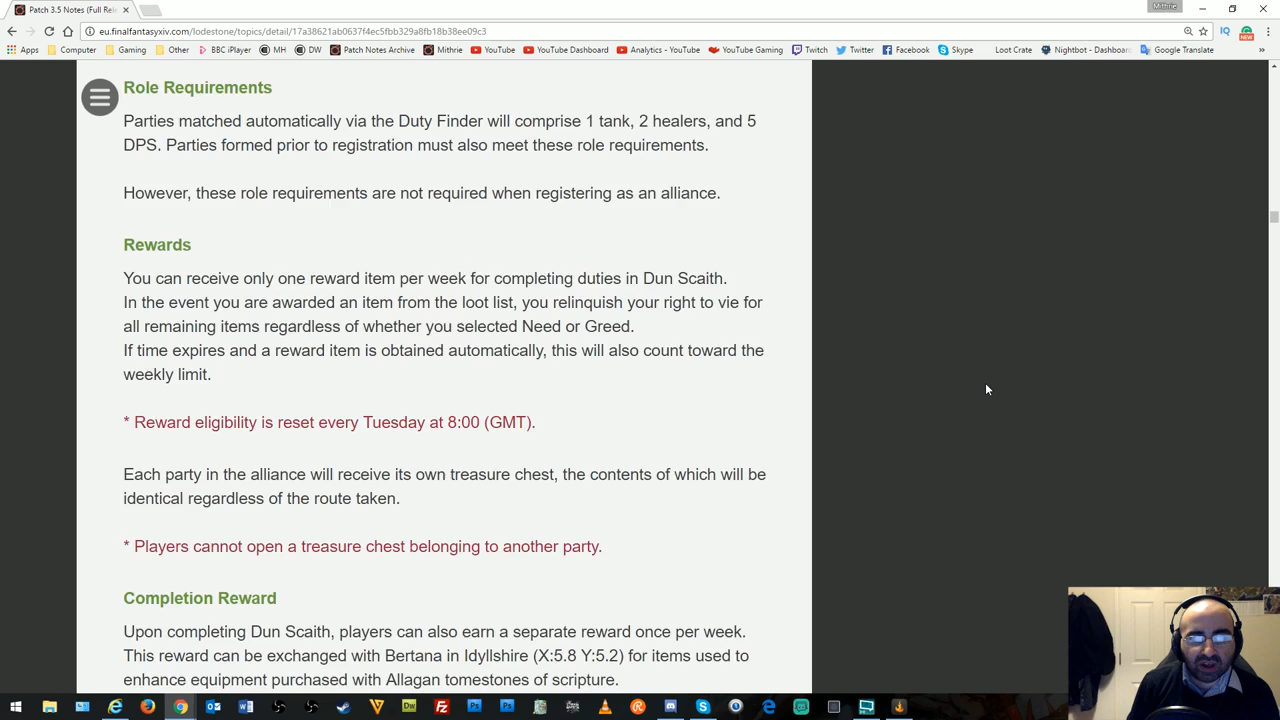 Patch 3.5 Notes (Full Rele
Mithrie
eu.finalfantasyxiv.com/lodestone/topics/detail/17a38621ab0637f4ec5fbb329a8fb18b38ee09c3
Apps Computer Gaming Other BBC iPlayer MH DW Patch Notes Archive Mithrie YouTube YouTube Dashboard Analytics - YouTube YouTube Gaming Twitch Twitter Facebook Skype Loot Crate Nightbot - Dashboard Google Translate »
Role Requirements
Parties matched automatically via the Duty Finder will comprise 1 tank, 2 healers, and 5
DPS. Parties formed prior to registration must also meet these role requirements.
However, these role requirements are not required when registering as an alliance.
Rewards
You can receive only one reward item per week for completing duties in Dun Scaith.
In the event you are awarded an item from the loot list, you relinquish your right to vie for
all remaining items regardless of whether you selected Need or Greed.
If time expires and a reward item is obtained automatically, this will also count toward the
weekly limit.
* Reward eligibility is reset every Tuesday at 8:00 (GMT).
Each party in the alliance will receive its own treasure chest, the contents of which will be
identical regardless of the route taken.
* Players cannot open a treasure chest belonging to another party.
Completion Reward
Upon completing Dun Scaith, players can also earn a separate reward once per week.
This reward can be exchanged with Bertana in Idyllshire (X:5.8 Y:5.2) for items used to
enhance equipment purchased with Allagan tomestones of scripture.